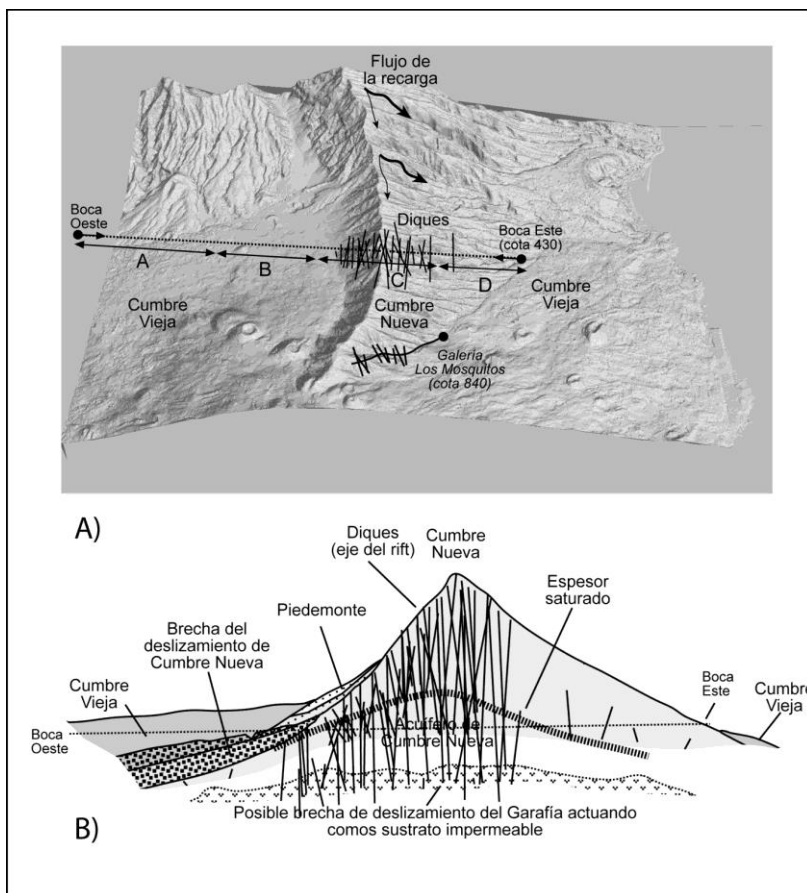 Flujo de
la recarga
Boca
Oeste
Diques
Boca Este
(cota 430)
A
B
C
D
Cumbre
Vieja
Cumbre
Nueva
Cumbre
Vieja
Galería
Los Mosquitos
(cota 840)
A)
Diques
(eje del rift)
Cumbre
Nueva
Espesor
saturado
Piedemonte
Brecha del
deslizamiento de
Cumbre Nueva
Cumbre
Vieja
Boca
Oeste
Boca
Este
Cumbre
Vieja
Acuífero de
Cumbre Nueva
Posible brecha de deslizamiento del Garafía actuando
comos sustrato impermeable
B)